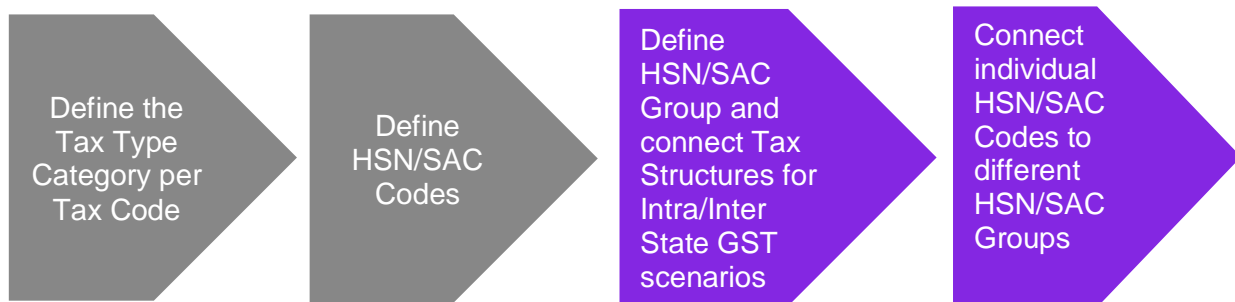 Define the
Tax Type
Category per
Tax Code
Define
HSN/SAC
Codes
Define
HSN/SAC
Group and
connect Tax
Structures for
Intra/Inter
State GST
scenarios
Connect
individual
HSN/SAC
Codes to
different
HSN/SAC
Groups